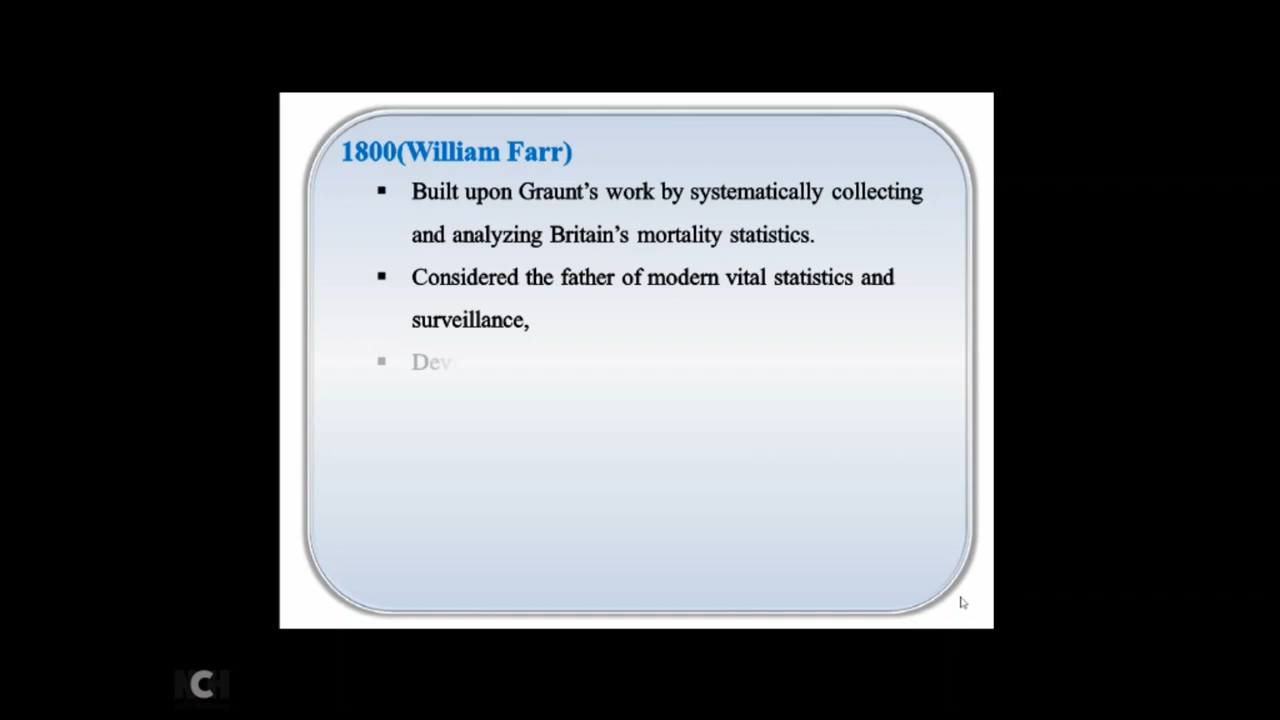 1800(William Farr)
▪ Built upon Graunt’s work by systematically collecting
and analyzing Britain’s mortality statistics.
▪ Considered the father of modern vital statistics and
surveillance,
▪ Dev
NCH